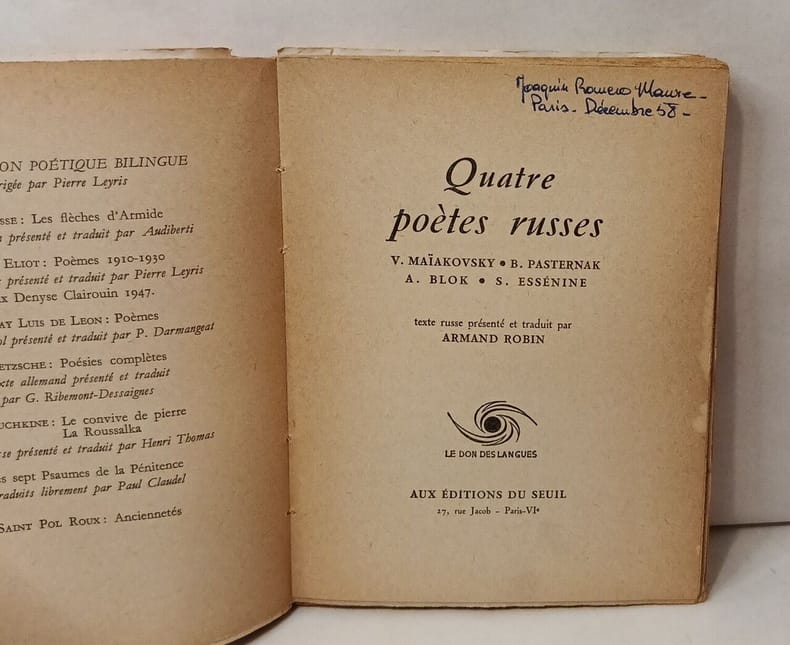 ON POÉTIQUE BILINGUE
rigée par Pierre Leyris
SSE : Les flèches d'Armide
n présenté et traduit par Audiberti
ELIOT : Poèmes 1910-1930
présenté et traduit par Pierre Leyris
x Denyse Clairouin 1947.
AY LUIS DE LEON : Poèmes
ol présenté et traduit par P. Darmangeat
ETZSCHE : Poésies complètes
xte allemand présenté et traduit
par G. Ribemont-Dessaignes
UCHKINE : Le convive de pierre
La Roussalka
sse présenté et traduit par Henri Thomas
s sept Psaumes de la Pénitence
raduits librement par Paul Claudel
SAINT POL ROUX : Anciennetés
Joaquín Romero Maura -
Paris - Décembre 58 -
Quatre
poètes russes
V. MAÏAKOVSKY • B. PASTERNAK
A. BLOK • S. ESSÉNINE
texte russe présenté et traduit par
ARMAND ROBIN
LE DON DES LANGUES
AUX ÉDITIONS DU SEUIL
27, rue Jacob - Paris-VIe